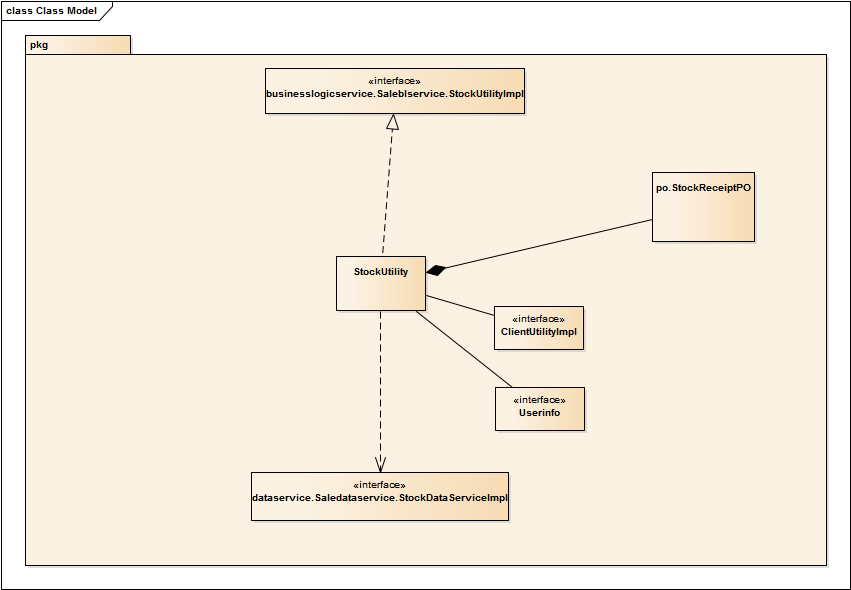 class Class Model
pkg
«interface»
businesslogicservice.Saleblservice.StockUtilityImpl
po.StockReceiptPO
StockUtility
«interface»
ClientUtilityImpl
«interface»
Userinfo
«interface»
dataservice.Saledataservice.StockDataServiceImpl